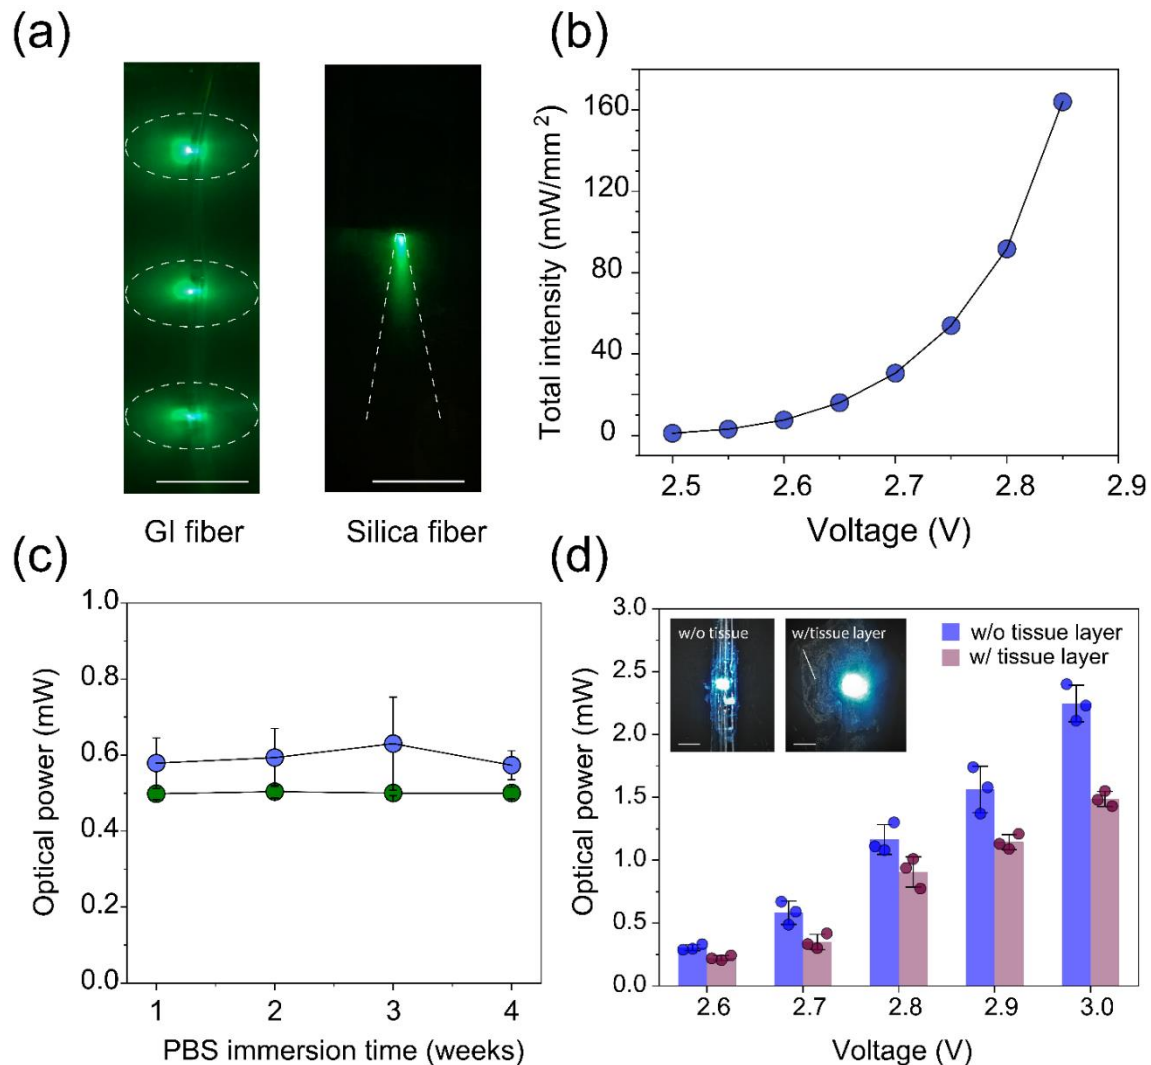 (a)
GI fiber
Silica fiber
(b)
Total intensity (mW/mm²)
160
120
80
40
0
2.5 2.6 2.7 2.8 2.9
Voltage (V)
(c)
Optical power (mW)
1.0
0.8
0.6
0.4
0.2
0.0
1 2 3 4
PBS immersion time (weeks)
(d)
Optical power (mW)
3.0
2.5
2.0
1.5
1.0
0.5
0.0
w/o tissue
w/tissue layer
w/o tissue layer
w/ tissue layer
2.6 2.7 2.8 2.9 3.0
Voltage (V)